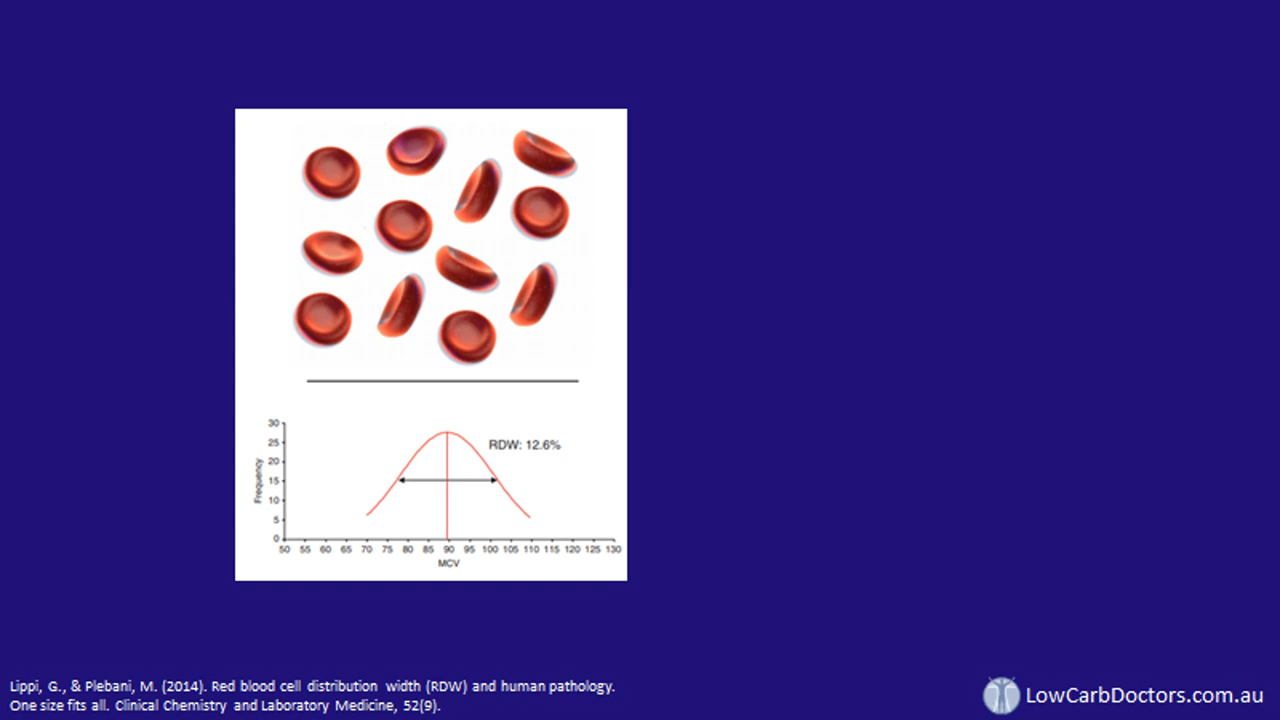 RDW: 12.6%
Frequency
30
25
20
15
10
5
0
50 55 60 65 70 75 80 85 90 95 100 105 110 115 120 125 130
MCV
Lippi, G., & Plebani, M. (2014). Red blood cell distribution width (RDW) and human pathology.
One size fits all. Clinical Chemistry and Laboratory Medicine, 52(9).
LowCarbDoctors.com.au